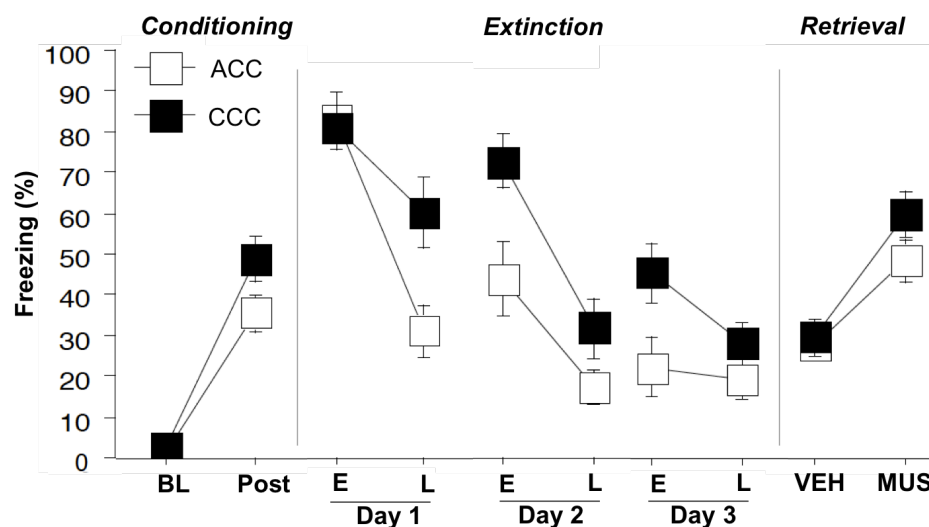 Conditioning Extinction Retrieval
ACC
CCC
Freezing (%)
100
90
80
70
60
50
40
30
20
10
0
BL Post E L E L E L VEH MUS
Day 1 Day 2 Day 3